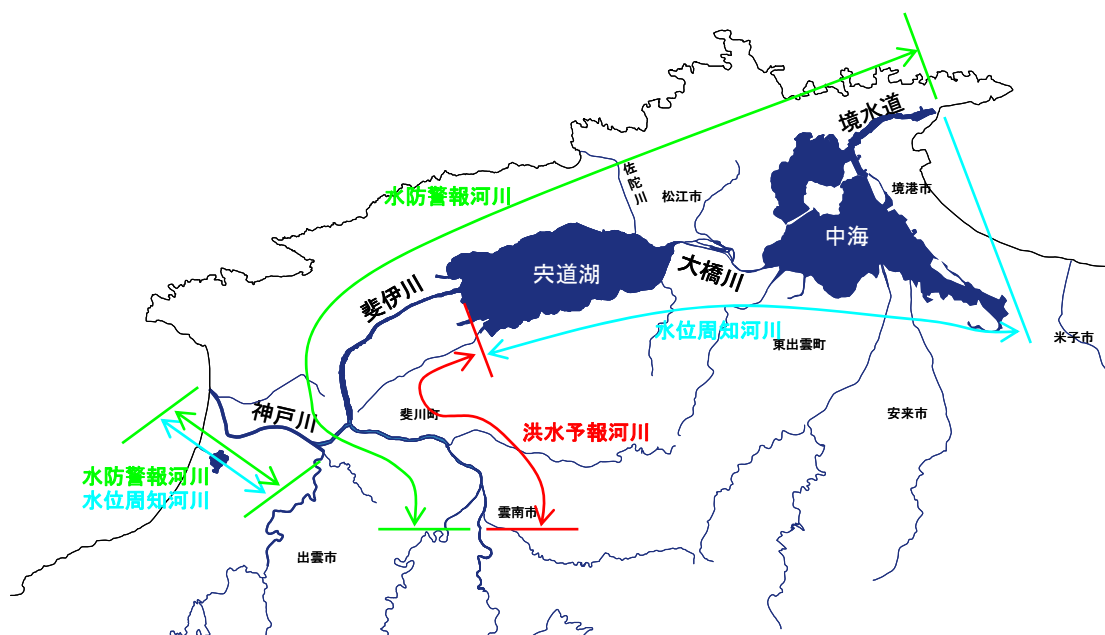 境水道
佐陀川
松江市
境港市
水防警報河川
中海
宍道湖
大橋川
斐伊川
水位周知河川
東出雲町
米子市
神戸川
斐川町
安来市
洪水予報河川
水防警報河川
水位周知河川
雲南市
出雲市